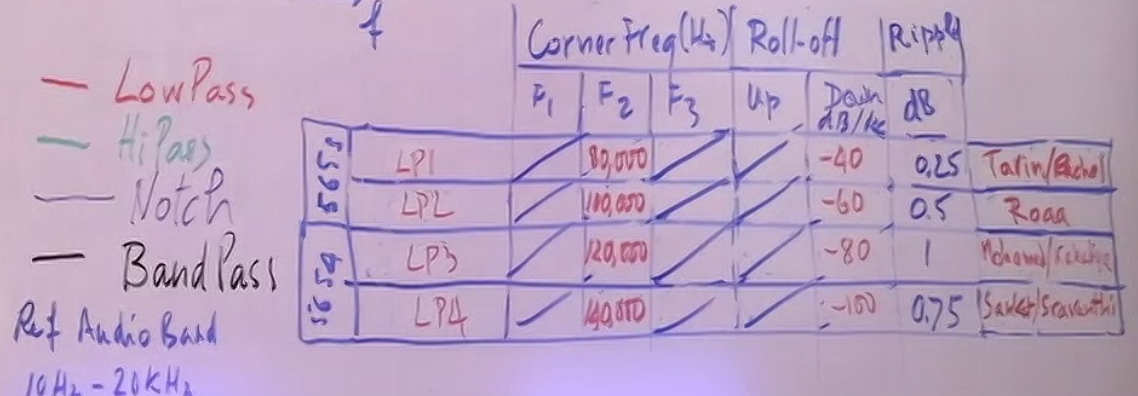 f
Corner Freq (Hz) Roll-off Ripple
F1 F2 F3 Up Down dB/dec dB
LowPass
HiPass
Notch
BandPass
Ref Audio Band
10Hz - 20KHz
LP1 80,000 -40 0.25
LP2 100,000 -60 0.5 Roaa
LP3 120,000 -80 1
LP4 140,000 -100 0.75